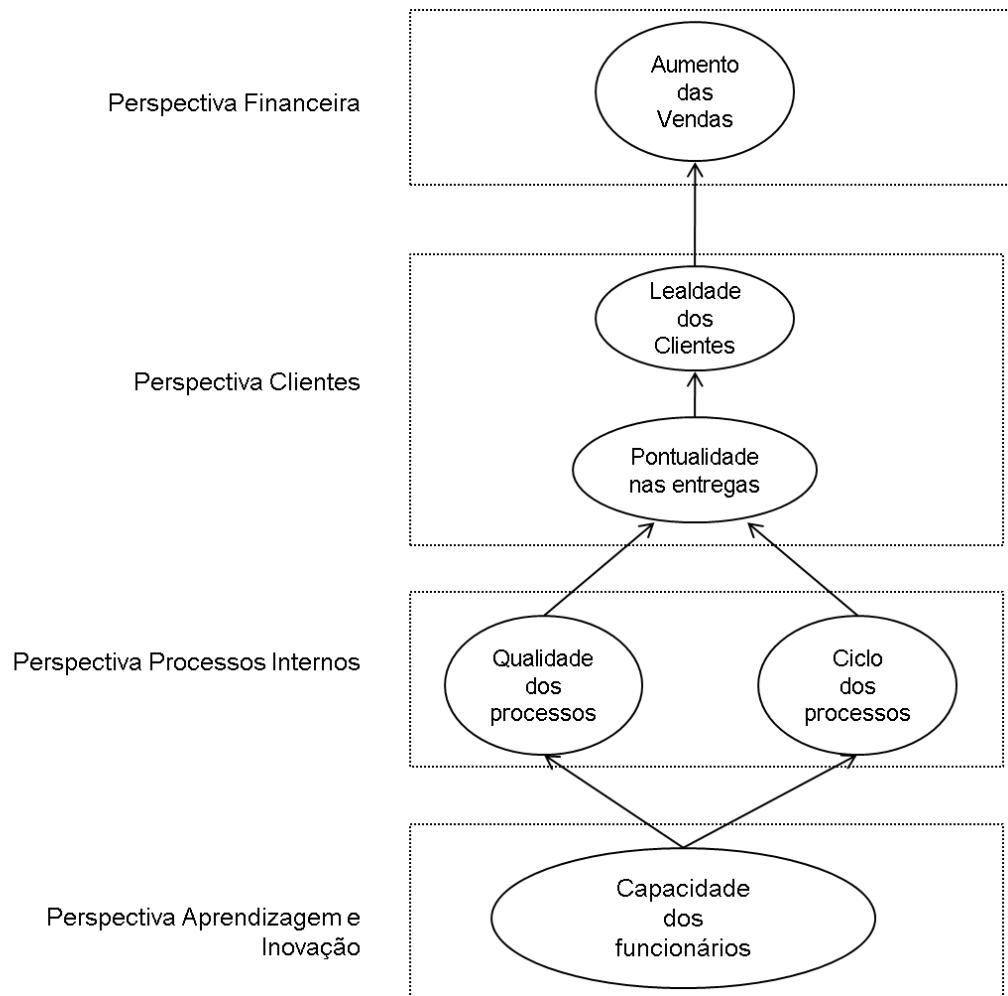 Perspectiva Financeira
Aumento
das
Vendas
Perspectiva Clientes
Lealdade
dos
Clientes
Pontualidade
nas entregas
Perspectiva Processos Internos
Qualidade
dos
processos
Ciclo
dos
processos
Perspectiva Aprendizagem e
Inovação
Capacidade
dos
funcionários